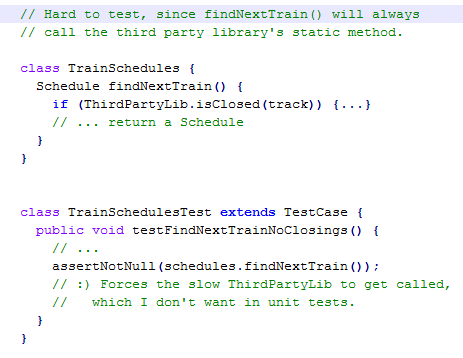 // Hard to test, since findNextTrain() will always
// call the third party library's static method.
class TrainSchedules {
Schedule findNextTrain() {
if (ThirdPartyLib.isClosed(track)) {...}
// ... return a Schedule
}
}
class TrainSchedulesTest extends TestCase {
public void testFindNextTrainNoClosings() {
// ...
assertNotNull(schedules.findNextTrain());
// :) Forces the slow ThirdPartyLib to get called,
// which I don't want in unit tests.
}
}